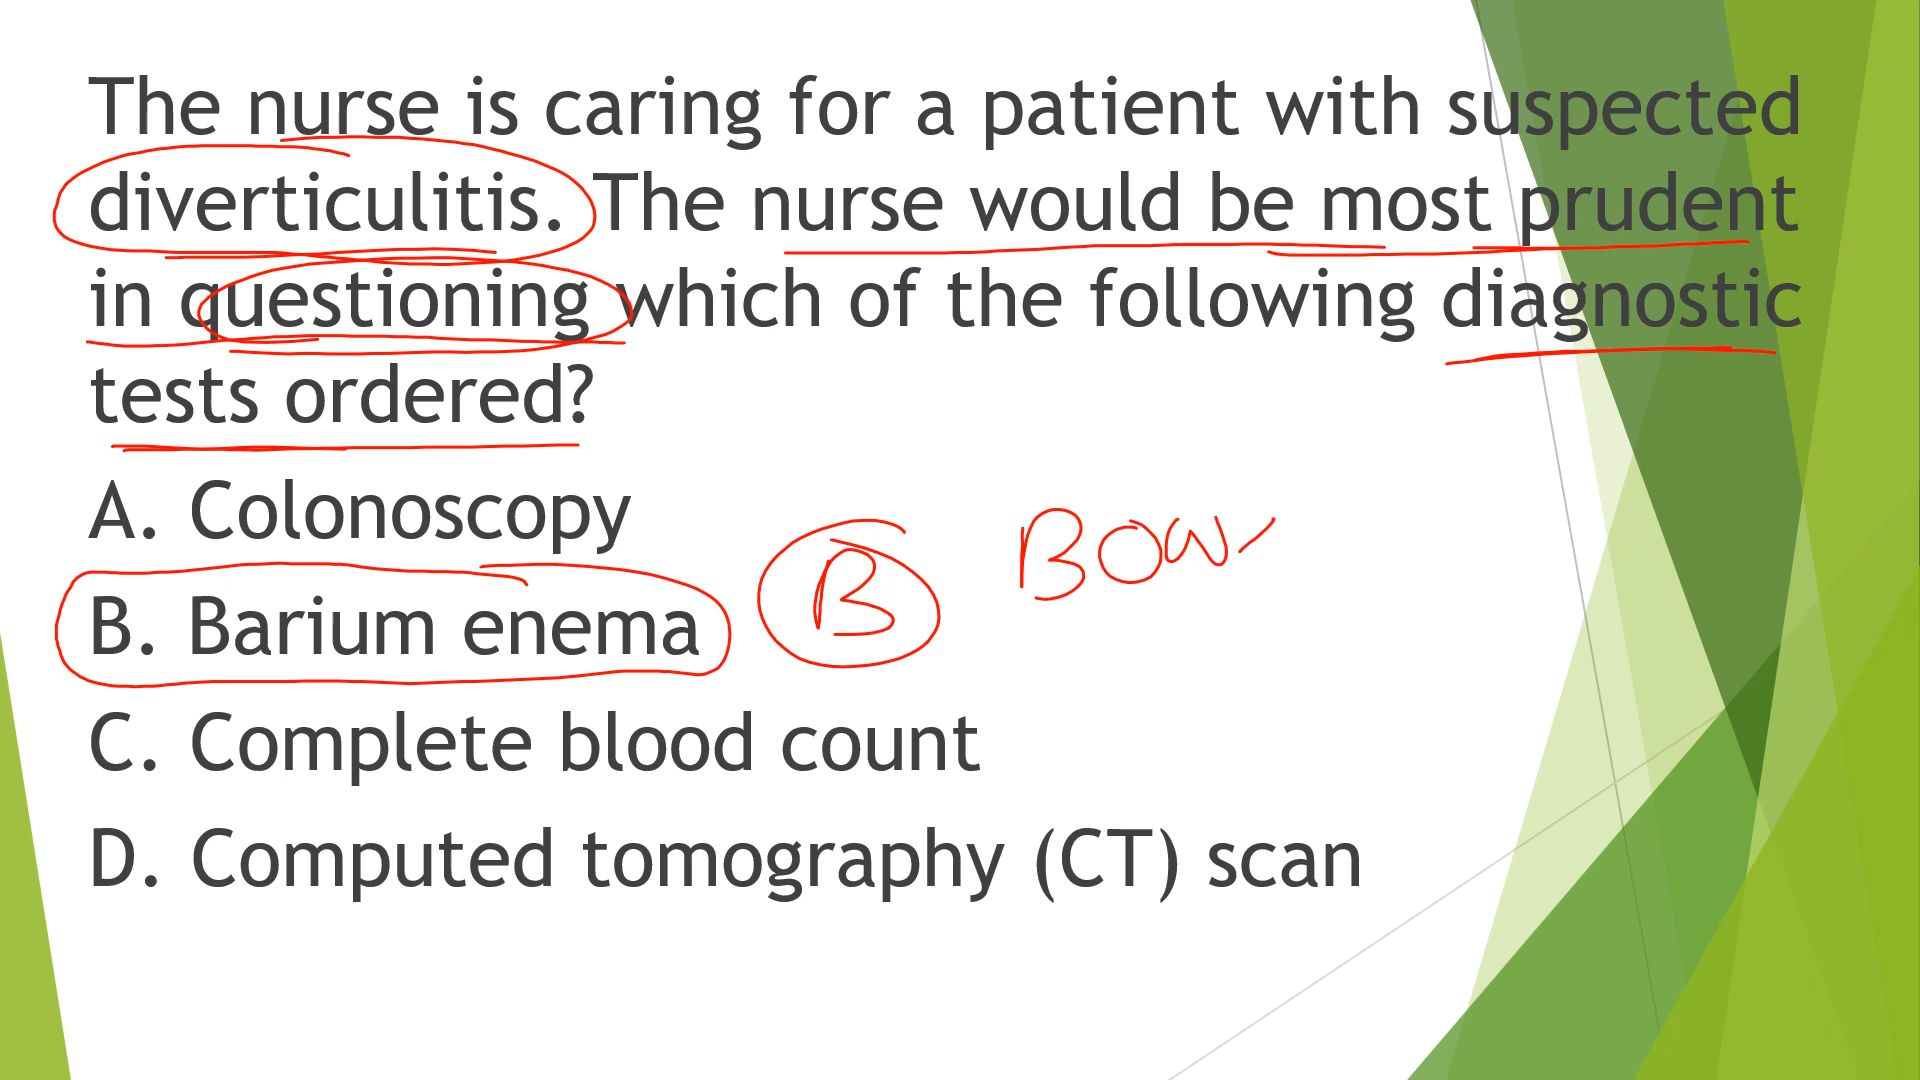 The nurse is caring for a patient with suspected
diverticulitis. The nurse would be most prudent
in questioning which of the following diagnostic
tests ordered?
A. Colonoscopy
B. Barium enema
B
Bow
C. Complete blood count
D. Computed tomography (CT) scan